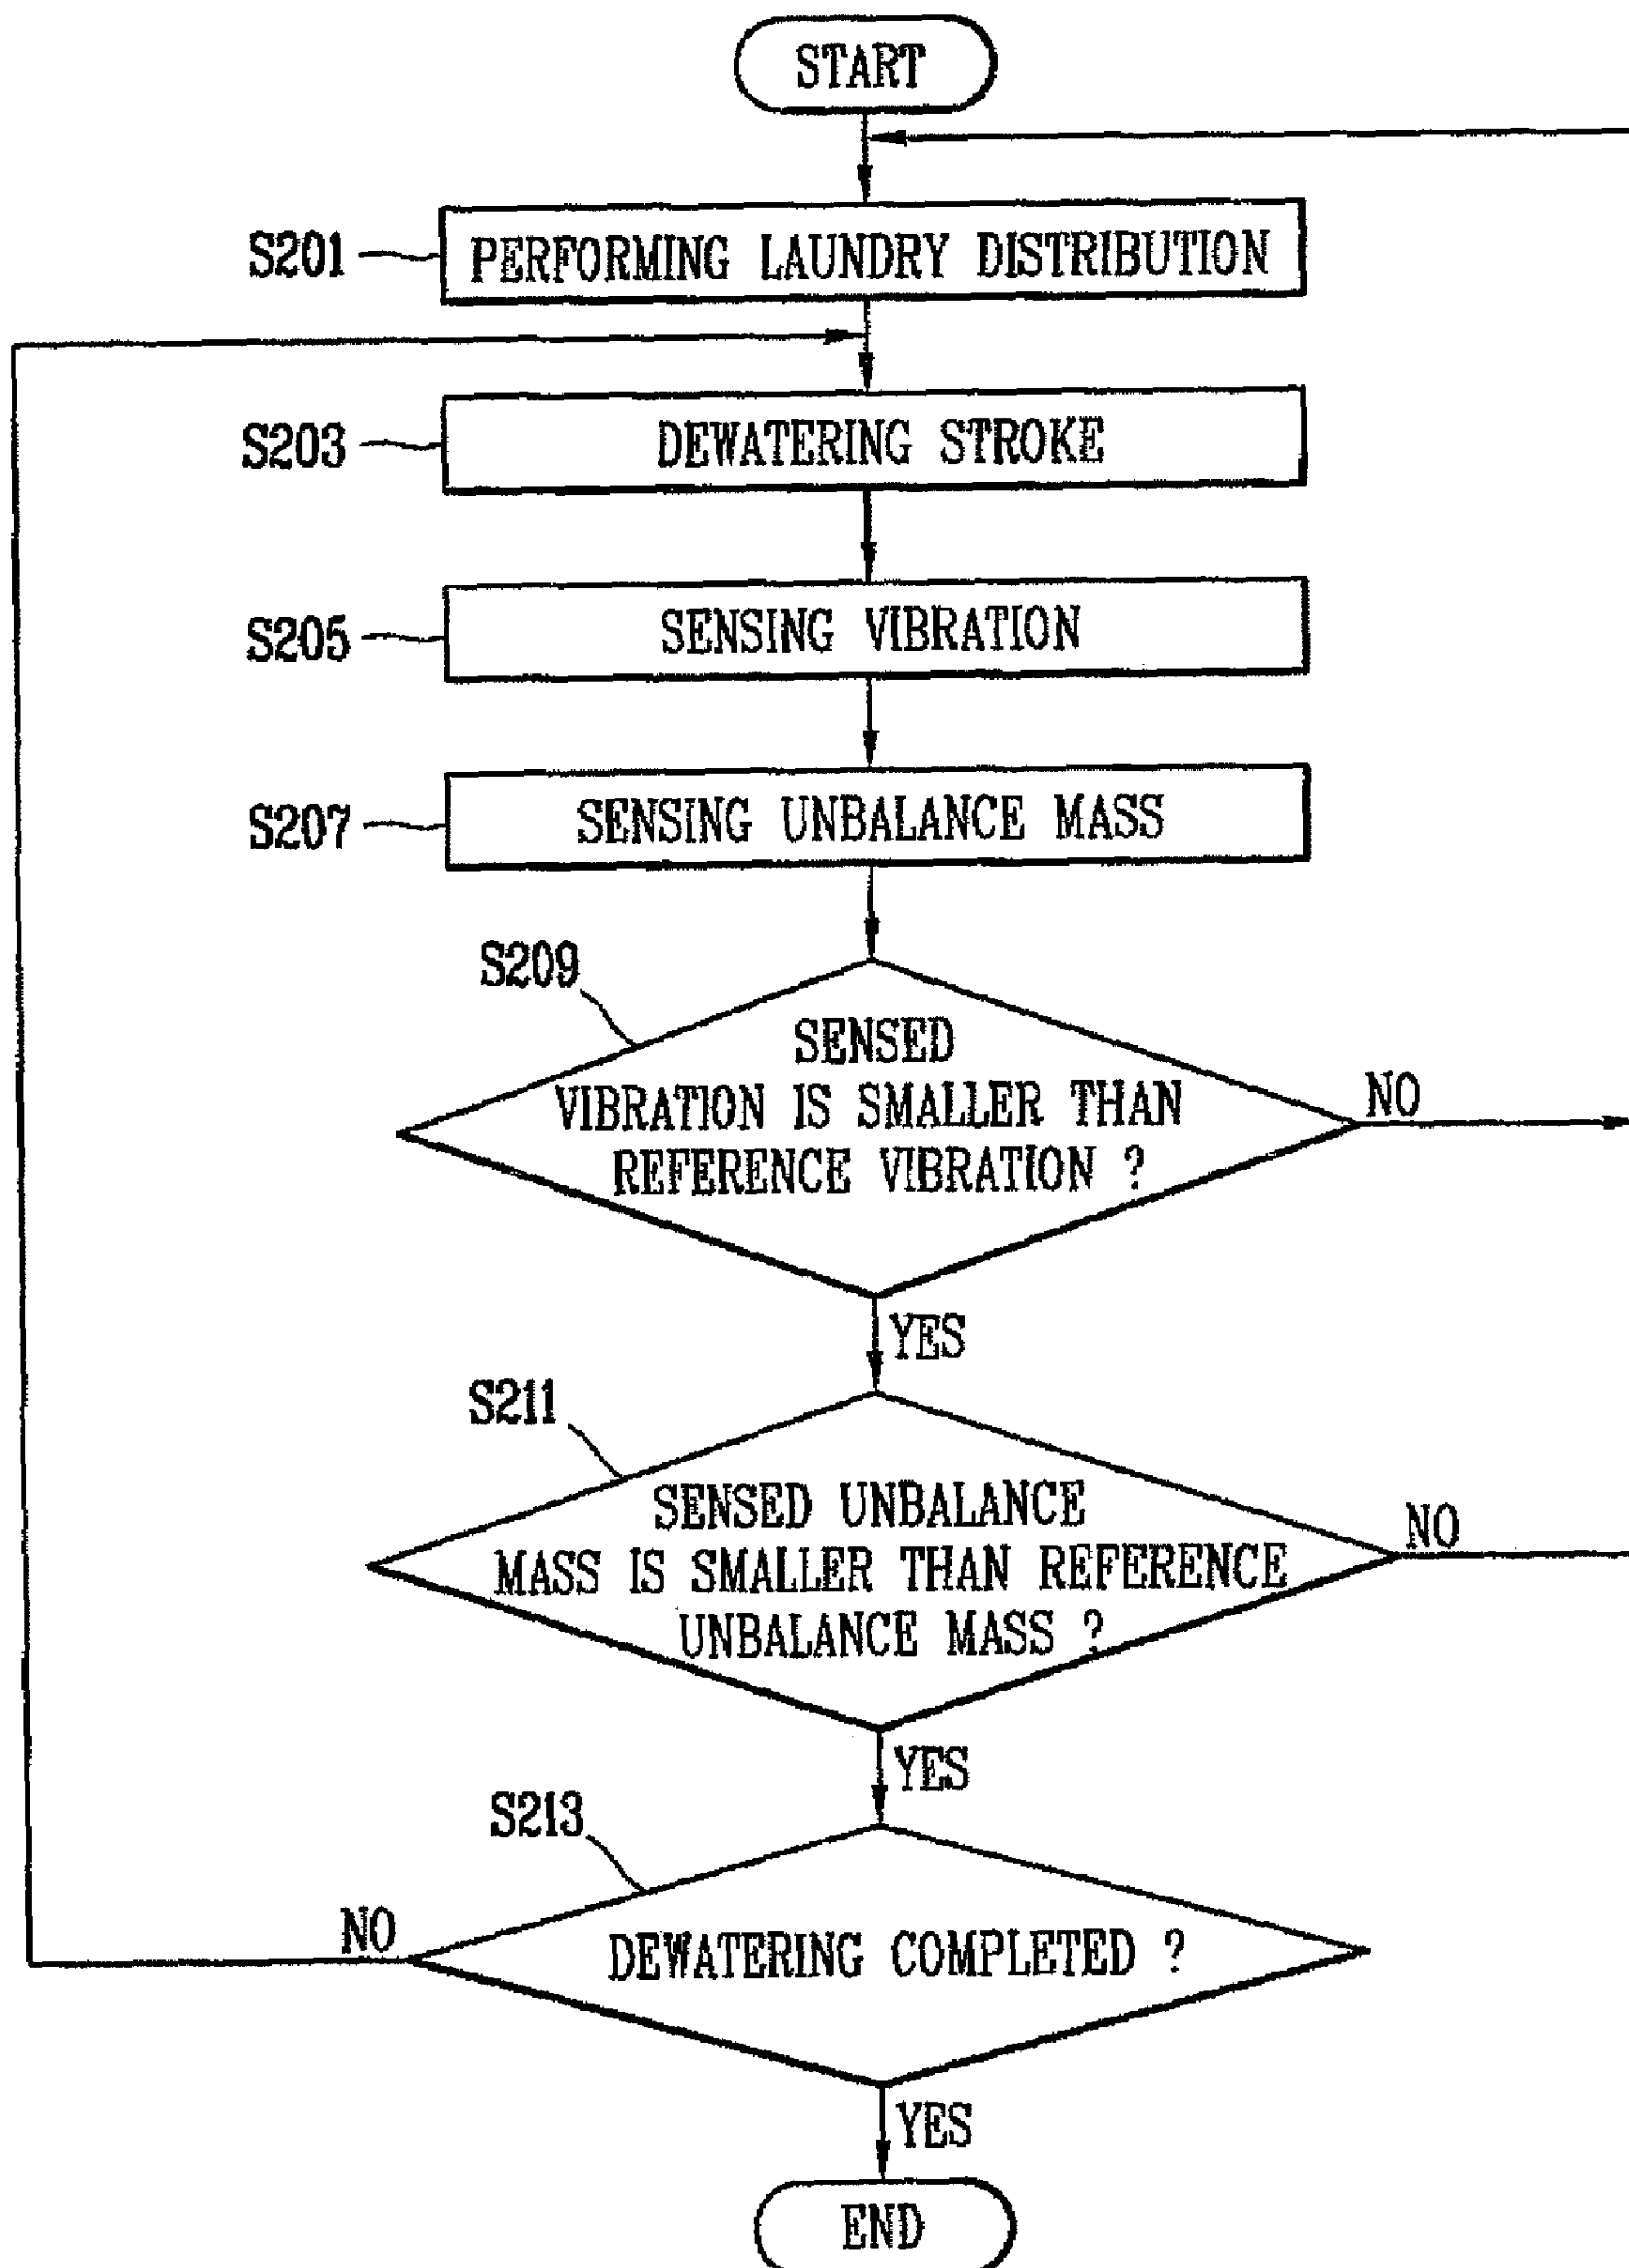 START
S201
PERFORMING LAUNDRY DISTRIBUTION
S203
DEWATERING STROKE
S205
SENSING VIBRATION
S207
SENSING UNBALANCE MASS
S209
SENSED
VIBRATION IS SMALLER THAN
REFERENCE VIBRATION ?
NO
YES
S211
SENSED UNBALANCE
MASS IS SMALLER THAN REFERENCE
UNBALANCE MASS ?
NO
YES
S213
DEWATERING COMPLETED ?
NO
YES
END